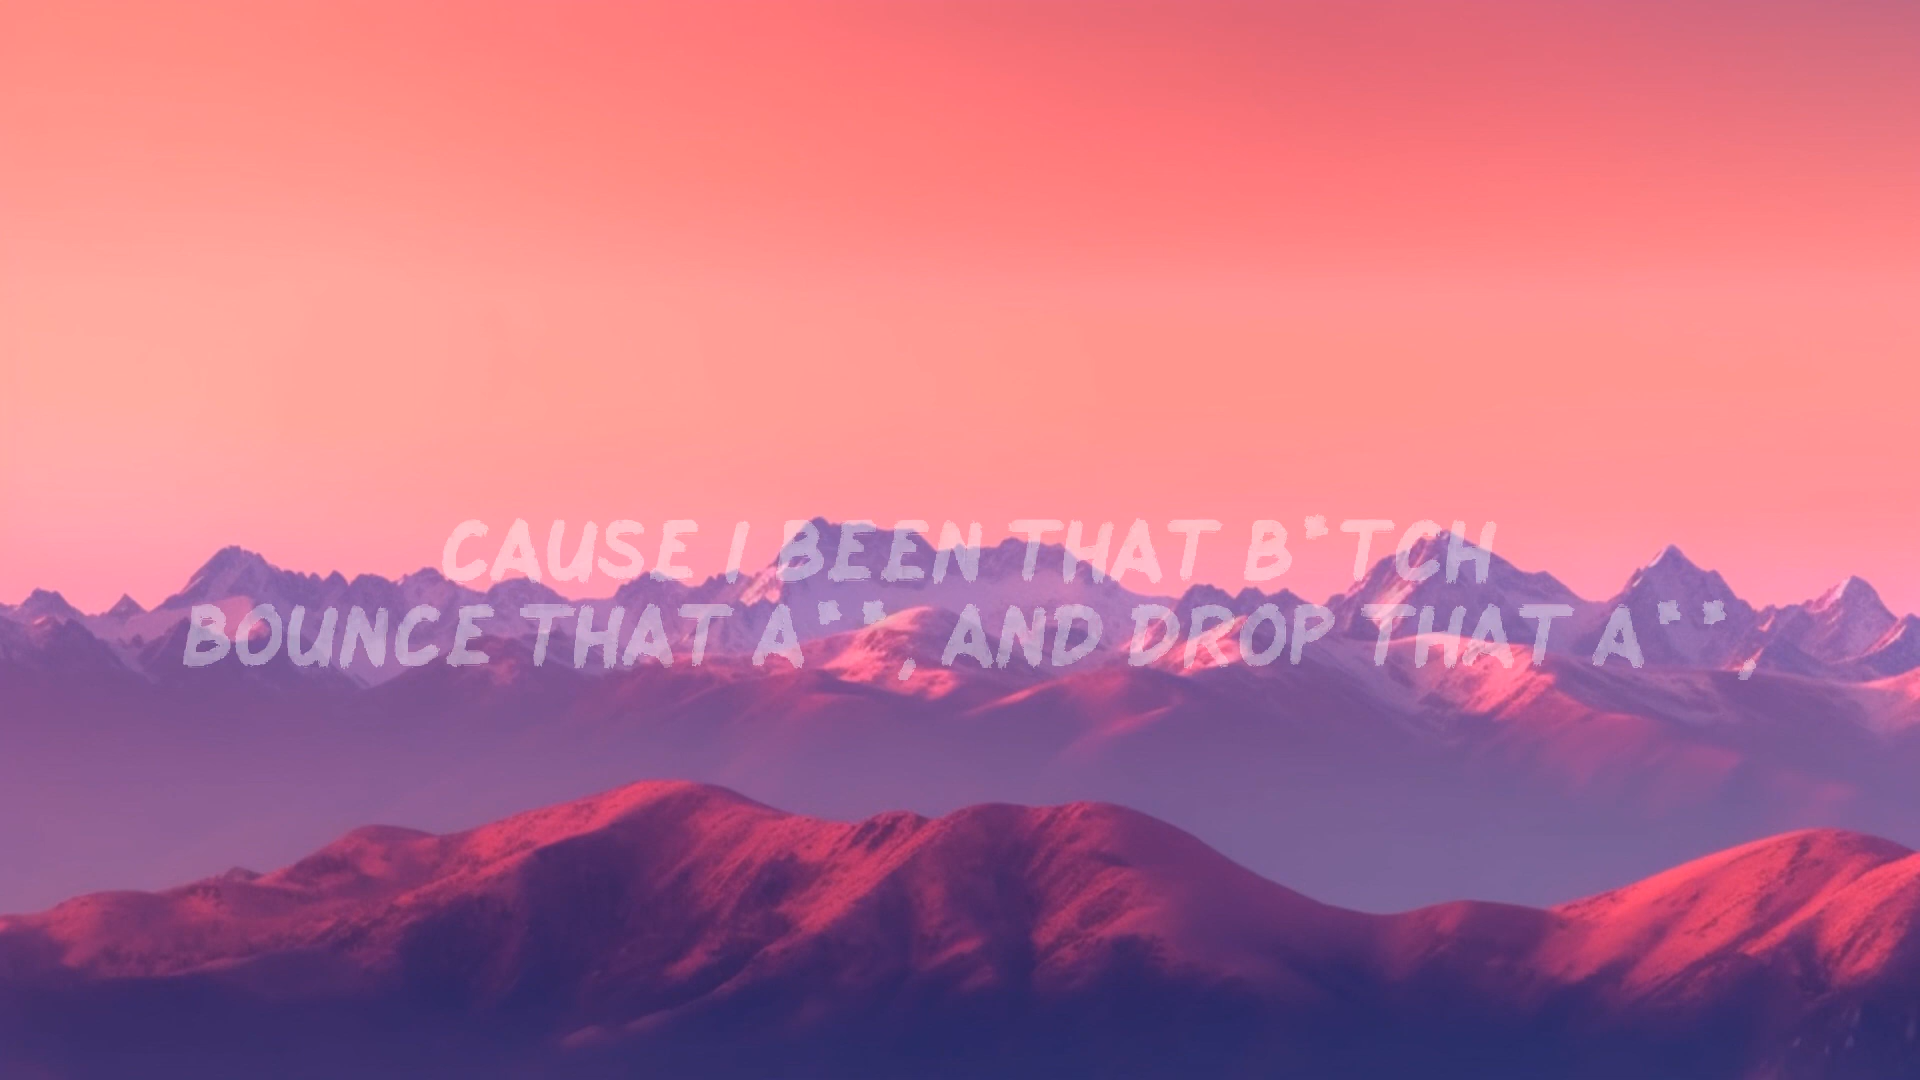 CAUSE I BEEN THAT B*TCH
BOUNCE THAT A**, AND DROP THAT A**,